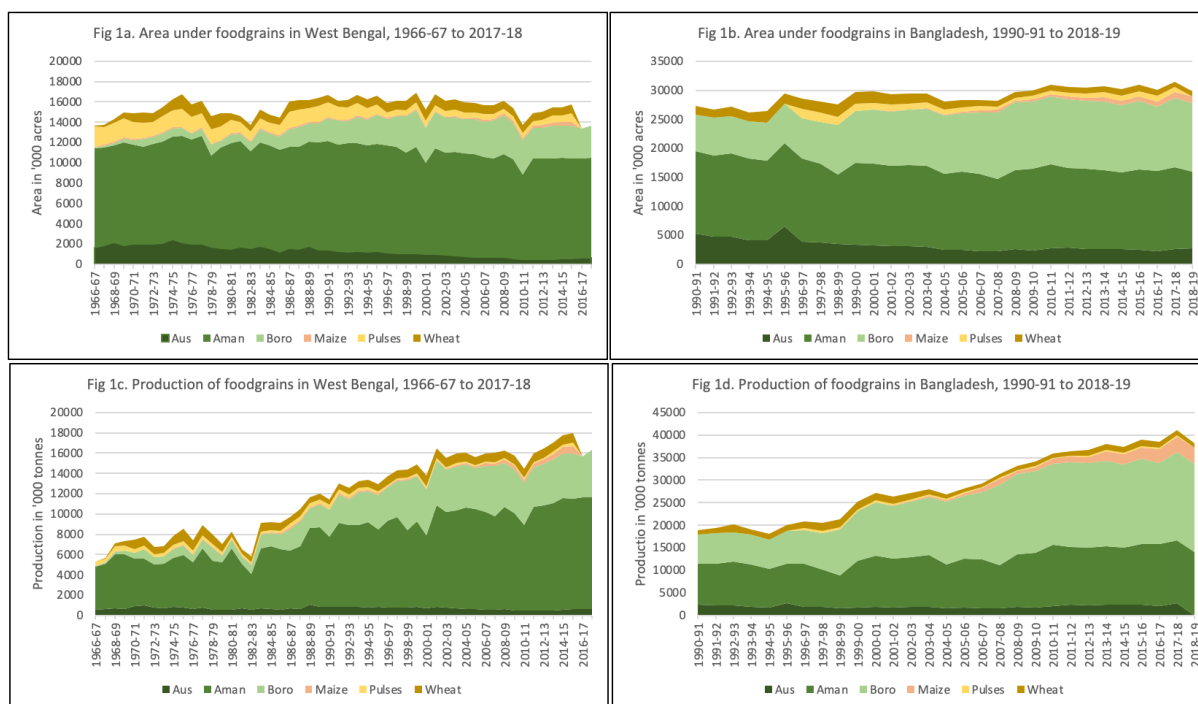 Fig 1a. Area under foodgrains in West Bengal, 1966-67 to 2017-18
Area in '000 acres
20000
18000
16000
14000
12000
10000
8000
6000
4000
2000
0
1966-67 1968-69 1970-71 1972-73 1974-75 1976-77 1978-79 1980-81 1982-83 1984-85 1986-87 1988-89 1990-91 1992-93 1994-95 1996-97 1998-99 2000-01 2002-03 2004-05 2006-07 2008-09 2010-11 2012-13 2014-15 2016-17
Aus Aman Boro Maize Pulses Wheat
Fig 1b. Area under foodgrains in Bangladesh, 1990-91 to 2018-19
Area in '000 acres
35000
30000
25000
20000
15000
10000
5000
0
1990-91 1991-92 1992-93 1993-94 1994-95 1995-96 1996-97 1997-98 1998-99 1999-00 2000-01 2001-02 2002-03 2003-04 2004-05 2005-06 2006-07 2007-08 2008-09 2009-10 2010-11 2011-12 2012-13 2013-14 2014-15 2015-16 2016-17 2017-18 2018-19
Aus Aman Boro Maize Pulses Wheat
Fig 1c. Production of foodgrains in West Bengal, 1966-67 to 2017-18
Production in '000 tonnes
20000
18000
16000
14000
12000
10000
8000
6000
4000
2000
0
1966-67 1968-69 1970-71 1972-73 1974-75 1976-77 1978-79 1980-81 1982-83 1984-85 1986-87 1988-89 1990-91 1992-93 1994-95 1996-97 1998-99 2000-01 2002-03 2004-05 2006-07 2008-09 2010-11 2012-13 2014-15 2016-17
Aus Aman Boro Maize Pulses Wheat
Fig 1d. Production of foodgrains in Bangladesh, 1990-91 to 2018-19
Productio in '000 tonnes
45000
40000
35000
30000
25000
20000
15000
10000
5000
0
1990-91 1991-92 1992-93 1993-94 1994-95 1995-96 1996-97 1997-98 1998-99 1999-00 2000-01 2001-02 2002-03 2003-04 2004-05 2005-06 2006-07 2007-08 2008-09 2009-10 2010-11 2011-12 2012-13 2013-14 2014-15 2015-16 2016-17 2017-18 2018-19
Aus Aman Boro Maize Pulses Wheat